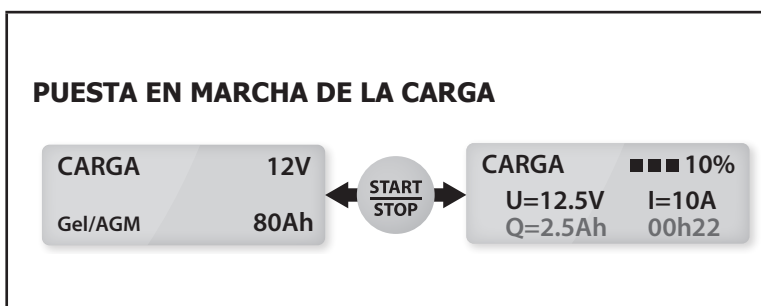 PUESTA EN MARCHA DE LA CARGA
CARGA 12V
Gel/AGM 80Ah
START
STOP
CARGA ■■■10%
U=12.5V I=10A
Q=2.5Ah 00h22